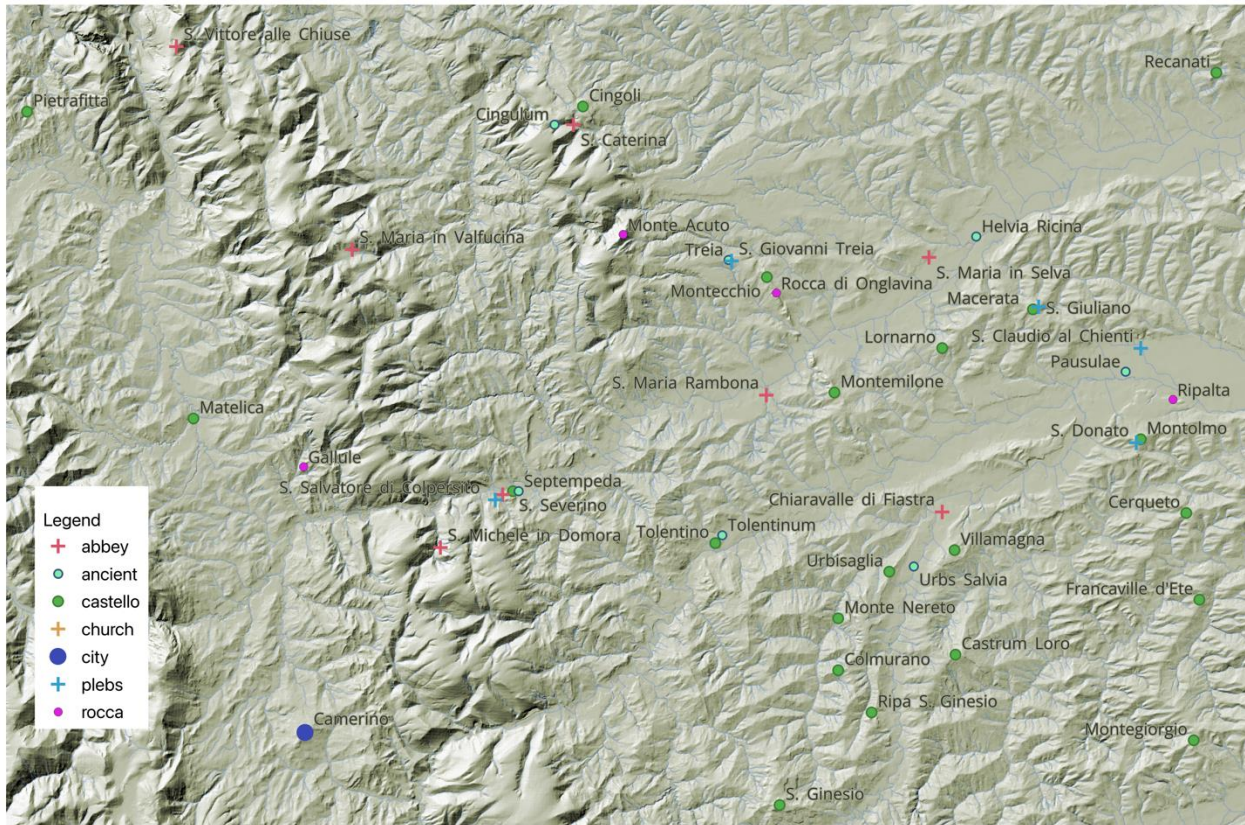 S. Vittore alle Chiuse
Recanati
Pietrafitta
Cingoli
Cingulum
S. Caterina
Monte Acuto
Helvia Ricina
S. Maria in Valfucina
Treia
S. Giovanni Treia
S. Maria in Selva
Montecchio
Rocca di Onglavina
Macerata
S. Giuliano
Lornarno
S. Claudio al Chienti
Pausulae
S. Maria Rambona
Montemilone
Ripalta
Matelica
S. Donato
Montolmo
Gallule
S. Salvatore di Colpersito
Septempeda
S. Severino
Chiaravalle di Fiastra
Cerqueto
Tolentino
Tolentinum
S. Michele in Domora
Villamagna
Urbisaglia
Urbs Salvia
Francaville d'Ete
Monte Nereto
Castrum Loro
Colmurano
Ripa S. Ginesio
Camerino
Montegiorgio
S. Ginesio
Legend
abbey
ancient
castello
church
city
plebs
rocca